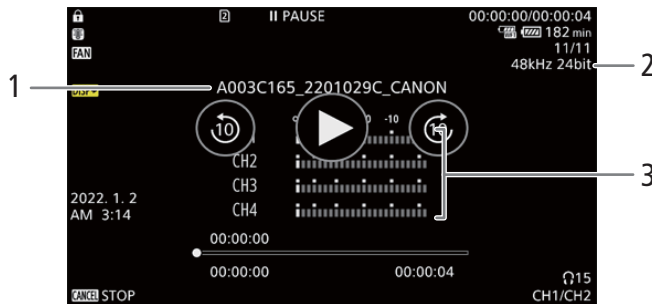 2 II PAUSE 00:00:00/00:00:04
182 min
FAN 11/11
48kHz 24bit 2
1 DISP A003C165_2201029C_CANON
10 -10 10
CH2 3
CH3
2022. 1. 2
AM 3:14 CH4
00:00:00
00:00:00 00:00:04
15
CANCEL STOP CH1/CH2